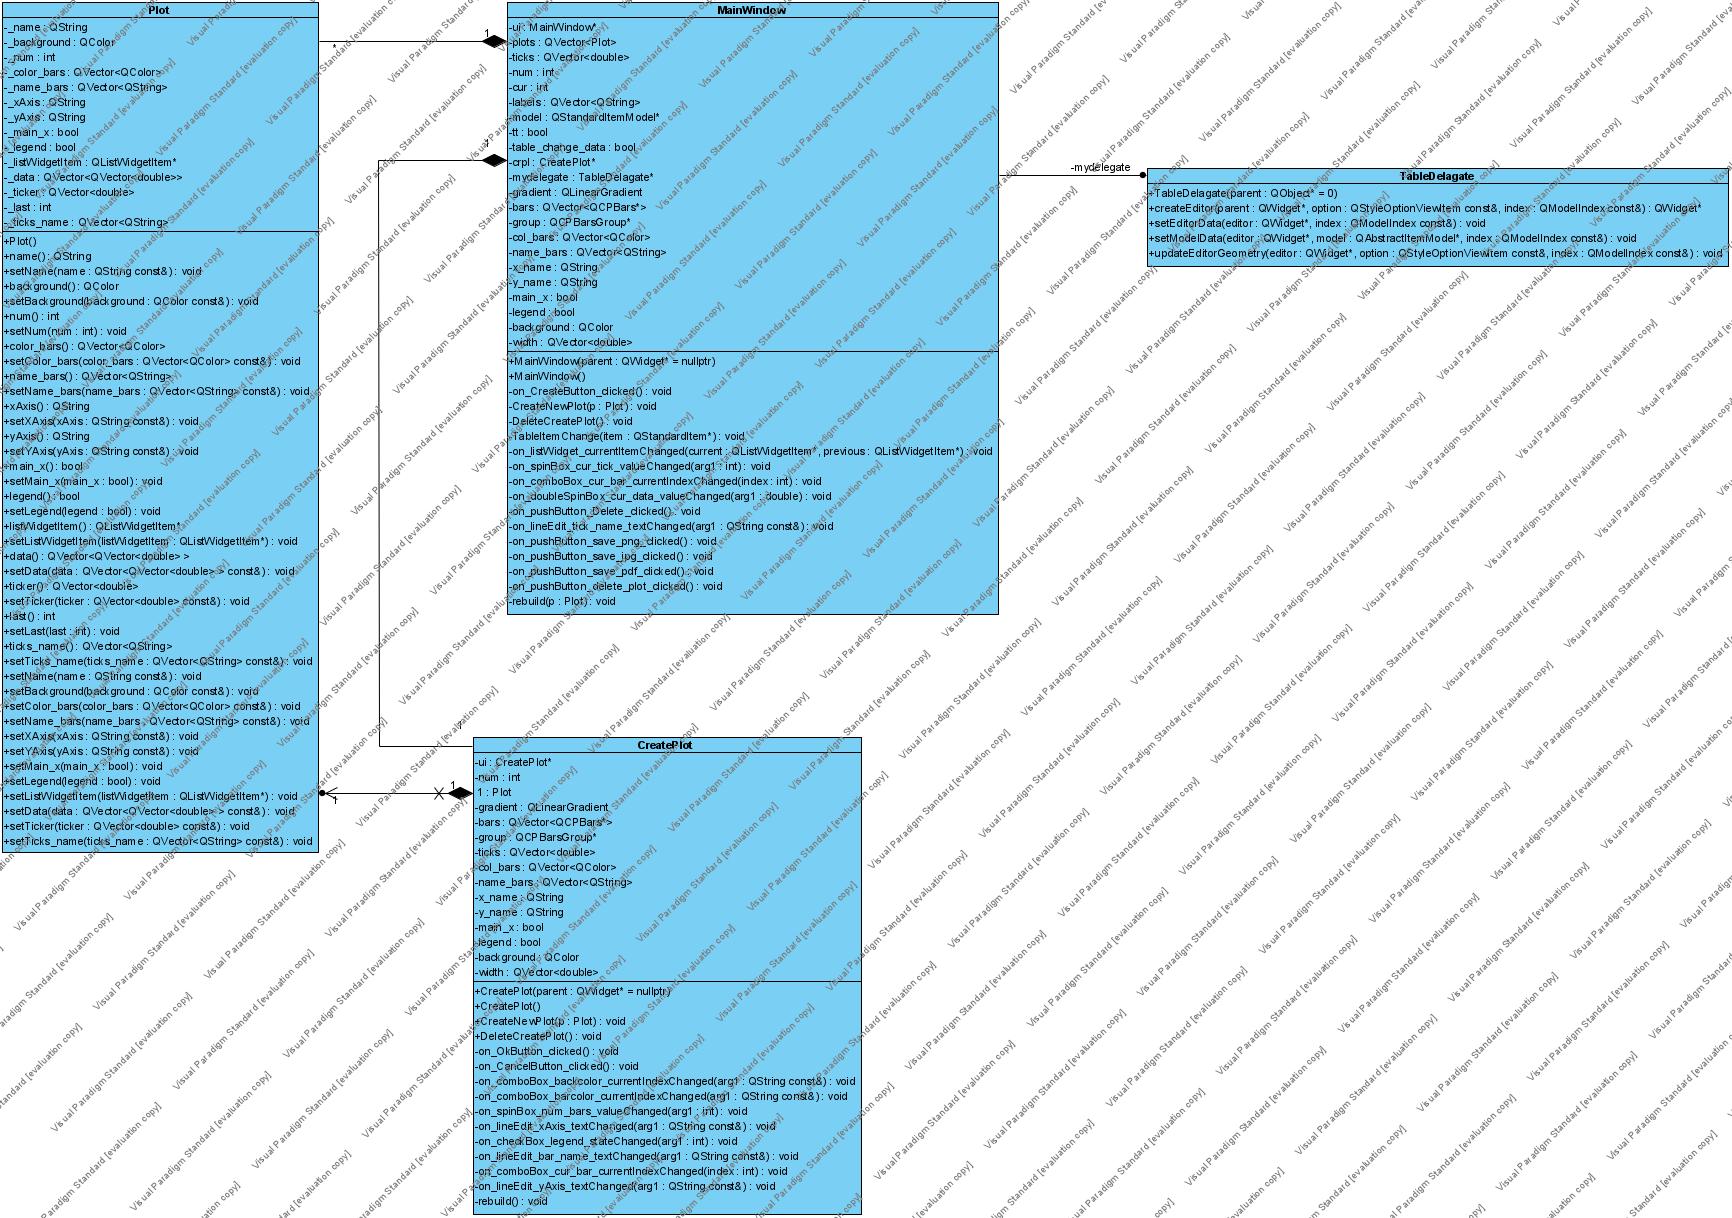 Plot
-_name : QString
-_background : QColor
-_num : int
-_color_bars : QVector<QColor>
-_name_bars : QVector<QString>
-_xAxis : QString
-_yAxis : QString
-_main_x : bool
-_legend : bool
-_listWidgetItem : QListWidgetItem*
-_data : QVector<QVector<double>>
-_ticker : QVector<double>
-_last : int
-_ticks_name : QVector<QString>
+Plot()
+name() : QString
+setName(name : QString const&) : void
+background() : QColor
+setBackground(background : QColor const&) : void
+num() : int
+setNum(num : int) : void
+color_bars() : QVector<QColor>
+setColor_bars(color_bars : QVector<QColor> const&) : void
+name_bars() : QVector<QString>
+setName_bars(name_bars : QVector<QString> const&) : void
+xAxis() : QString
+setXAxis(xAxis : QString const&) : void
+yAxis() : QString
+setYAxis(yAxis : QString const&) : void
+main_x() : bool
+setMain_x(main_x : bool) : void
+legend() : bool
+setLegend(legend : bool) : void
+listWidgetItem() : QListWidgetItem*
+setListWidgetItem(listWidgetItem : QListWidgetItem*) : void
+data() : QVector<QVector<double> >
+setData(data : QVector<QVector<double> > const&) : void
+ticker() : QVector<double>
+setTicker(ticker : QVector<double> const&) : void
+last() : int
+setLast(last : int) : void
+ticks_name() : QVector<QString>
+setTicks_name(ticks_name : QVector<QString> const&) : void
+setName(name : QString const&) : void
+setBackground(background : QColor const&) : void
+setColor_bars(color_bars : QVector<QColor> const&) : void
+setName_bars(name_bars : QVector<QString> const&) : void
+setXAxis(xAxis : QString const&) : void
+setYAxis(yAxis : QString const&) : void
+setMain_x(main_x : bool) : void
+setLegend(legend : bool) : void
+setListWidgetItem(listWidgetItem : QListWidgetItem*) : void
+setData(data : QVector<QVector<double> > const&) : void
+setTicker(ticker : QVector<double> const&) : void
+setTicks_name(ticks_name : QVector<QString> const&) : void
*
1
1
MainWindow
-ui : MainWindow*
-plots : QVector<Plot>
-ticks : QVector<double>
-num : int
-cur : int
-labels : QVector<QString>
-model : QStandardItemModel*
-tt : bool
-table_change_data : bool
-crpl : CreatePlot*
-mydelegate : TableDelagate*
-gradient : QLinearGradient
-bars : QVector<QCPBars*>
-group : QCPBarsGroup*
-col_bars : QVector<QColor>
-name_bars : QVector<QString>
-x_name : QString
-y_name : QString
-main_x : bool
-legend : bool
-background : QColor
-width : QVector<double>
+MainWindow(parent : QWidget* = nullptr)
+MainWindow()
-on_CreateButton_clicked() : void
-CreateNewPlot(p : Plot) : void
-DeleteCreatePlot() : void
-TableItemChange(item : QStandardItem*) : void
-on_listWidget_currentItemChanged(current : QListWidgetItem*, previous : QListWidgetItem*) : void
-on_spinBox_cur_tick_valueChanged(arg1 : int) : void
-on_comboBox_cur_bar_currentIndexChanged(index : int) : void
-on_doubleSpinBox_cur_data_valueChanged(arg1 : double) : void
-on_pushButton_Delete_clicked() : void
-on_lineEdit_tick_name_textChanged(arg1 : QString const&) : void
-on_pushButton_save_png_clicked() : void
-on_pushButton_save_jpg_clicked() : void
-on_pushButton_save_pdf_clicked() : void
-on_pushButton_delete_plot_clicked() : void
-rebuild(p : Plot) : void
-mydelegate
TableDelagate
+TableDelagate(parent : QObject* = 0)
+createEditor(parent : QWidget*, option : QStyleOptionViewItem const&, index : QModelIndex const&) : QWidget*
+setEditorData(editor : QWidget*, index : QModelIndex const&) : void
+setModelData(editor : QWidget*, model : QAbstractItemModel*, index : QModelIndex const&) : void
+updateEditorGeometry(editor : QWidget*, option : QStyleOptionViewItem const&, index : QModelIndex const&) : void
1
1
CreatePlot
-ui : CreatePlot*
-num : int
1 : Plot
-gradient : QLinearGradient
-bars : QVector<QCPBars*>
-group : QCPBarsGroup*
-ticks : QVector<double>
-col_bars : QVector<QColor>
-name_bars : QVector<QString>
-x_name : QString
-y_name : QString
-main_x : bool
-legend : bool
-background : QColor
-width : QVector<double>
+CreatePlot(parent : QWidget* = nullptr)
+CreatePlot()
+CreateNewPlot(p : Plot) : void
+DeleteCreatePlot() : void
-on_OkButton_clicked() : void
-on_CancelButton_clicked() : void
-on_comboBox_backcolor_currentIndexChanged(arg1 : QString const&) : void
-on_comboBox_barcolor_currentIndexChanged(arg1 : QString const&) : void
-on_spinBox_num_bars_valueChanged(arg1 : int) : void
-on_lineEdit_xAxis_textChanged(arg1 : QString const&) : void
-on_checkBox_legend_stateChanged(arg1 : int) : void
-on_lineEdit_bar_name_textChanged(arg1 : QString const&) : void
-on_comboBox_cur_bar_currentIndexChanged(index : int) : void
-on_lineEdit_yAxis_textChanged(arg1 : QString const&) : void
-rebuild() : void
Visual Paradigm Standard [evaluation copy]